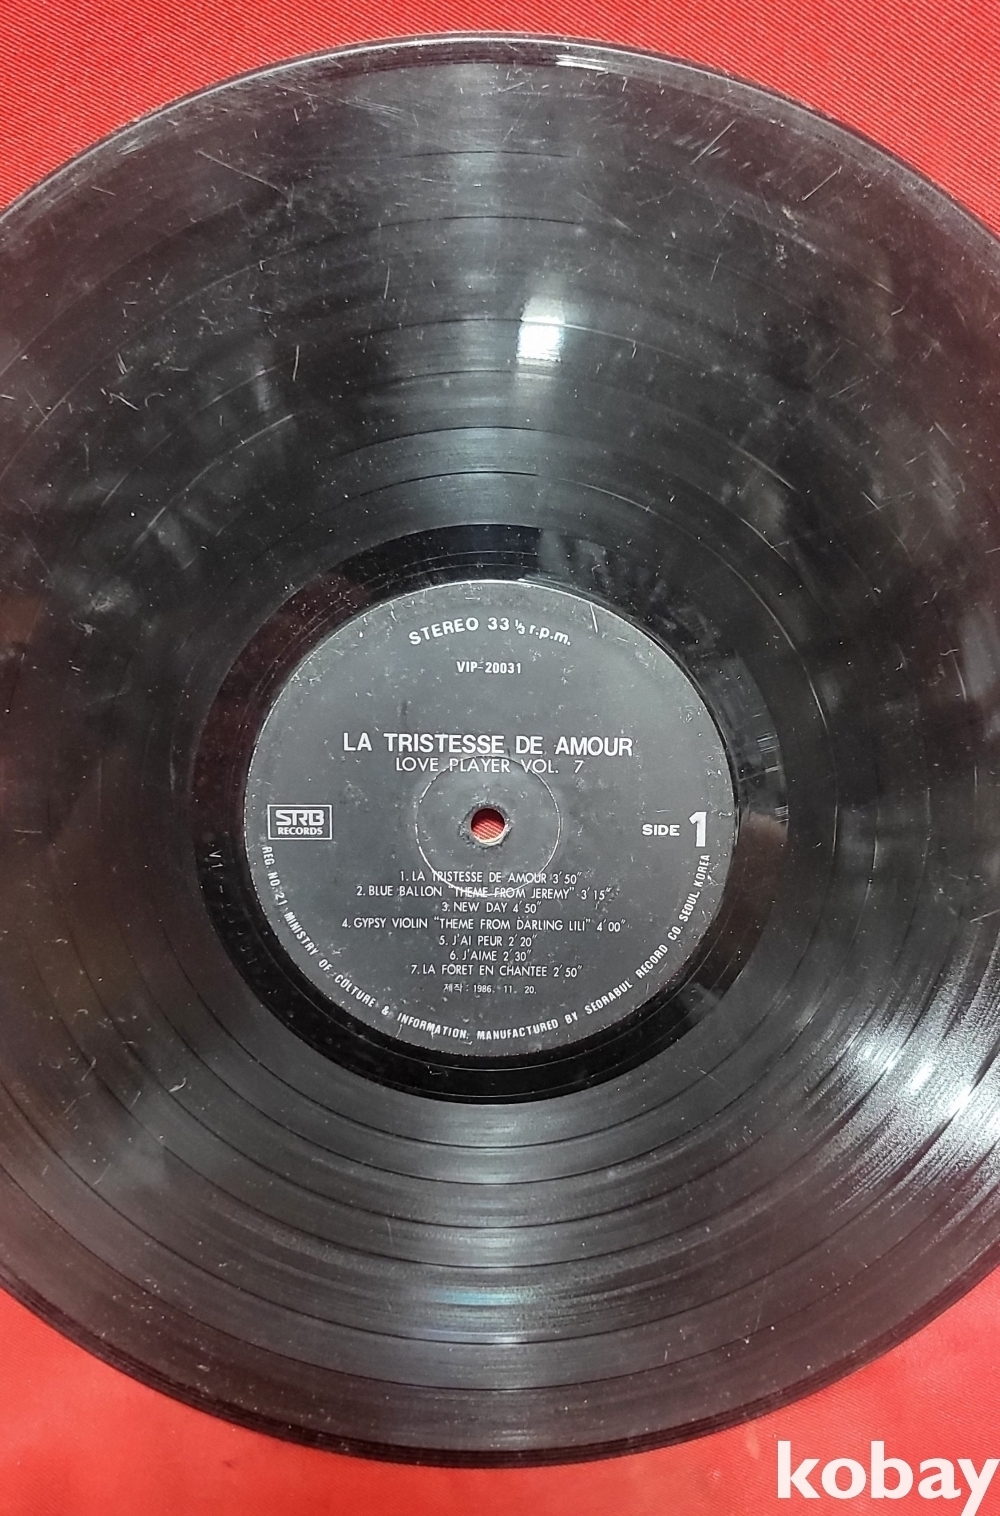 STEREO 33 ⅓ r.p.m.
VIP-20031
LA TRISTESSE DE AMOUR
LOVE PLAYER VOL. 7
SRB
RECORDS
SIDE 1
1. LA TRISTESSE DE AMOUR 3´50˝
2. BLUE BALLON "THEME FROM JEREMY" 3´15˝
3. NEW DAY 4´50˝
4. GYPSY VIOLIN "THEME FROM DARLING LILI" 4´00˝
5. J'AI PEUR 2´20˝
6. J'AIME 2´30˝
7. LA FORET EN CHANTEE 2´50˝
제작 : 1986. 11. 20.
REG. NO. 21 MINISTRY OF COLTURE & INFORMATION. MANUFACTURED BY SEORABUL RECORD CO. SEOUL, KOREA
kobay